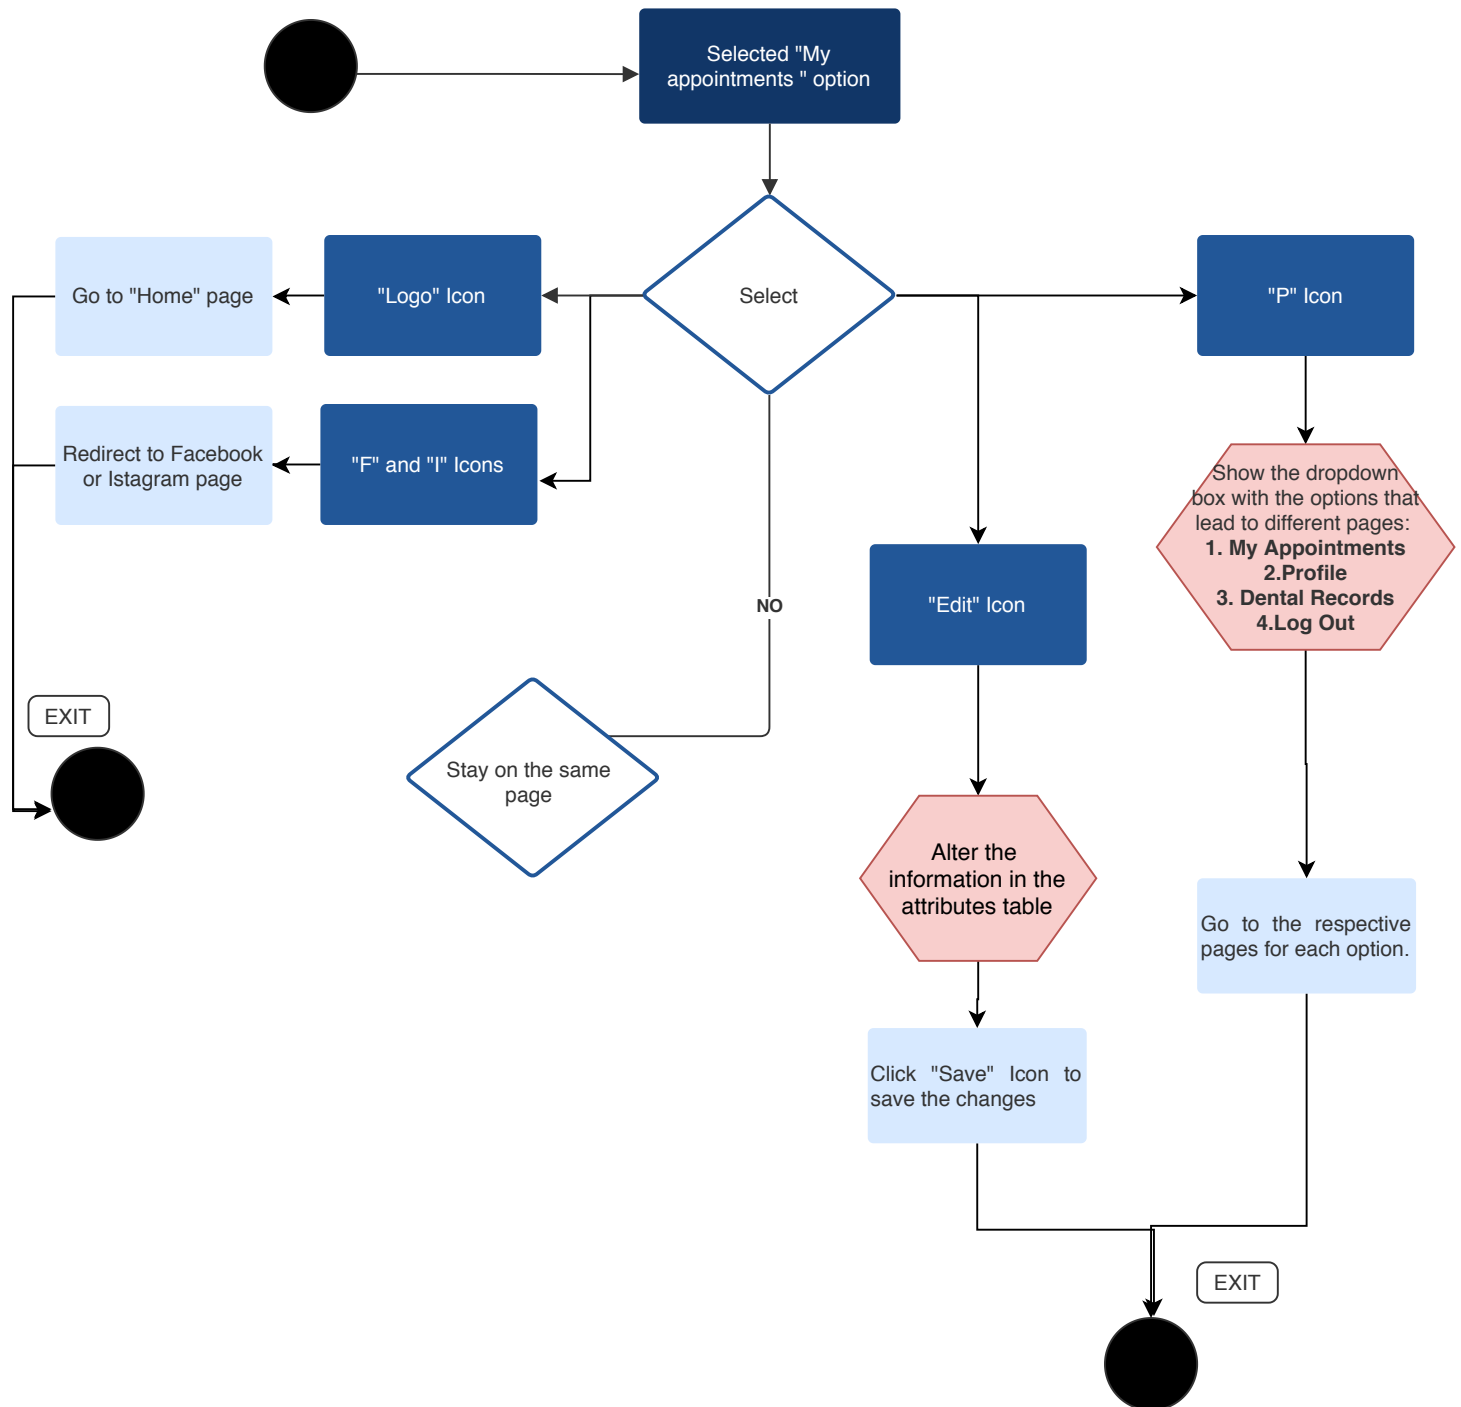 Selected "My
appointments " option
Go to "Home" page
"Logo" Icon
Select
"P" Icon
Redirect to Facebook
or Istagram page
"F" and "I" Icons
Show the dropdown
box with the options that
lead to different pages:
1. My Appointments
2.Profile
3. Dental Records
4.Log Out
"Edit" Icon
NO
EXIT
Stay on the same
page
Alter the
information in the
attributes table
Go to the respective
pages for each option.
Click "Save" Icon to
save the changes
EXIT